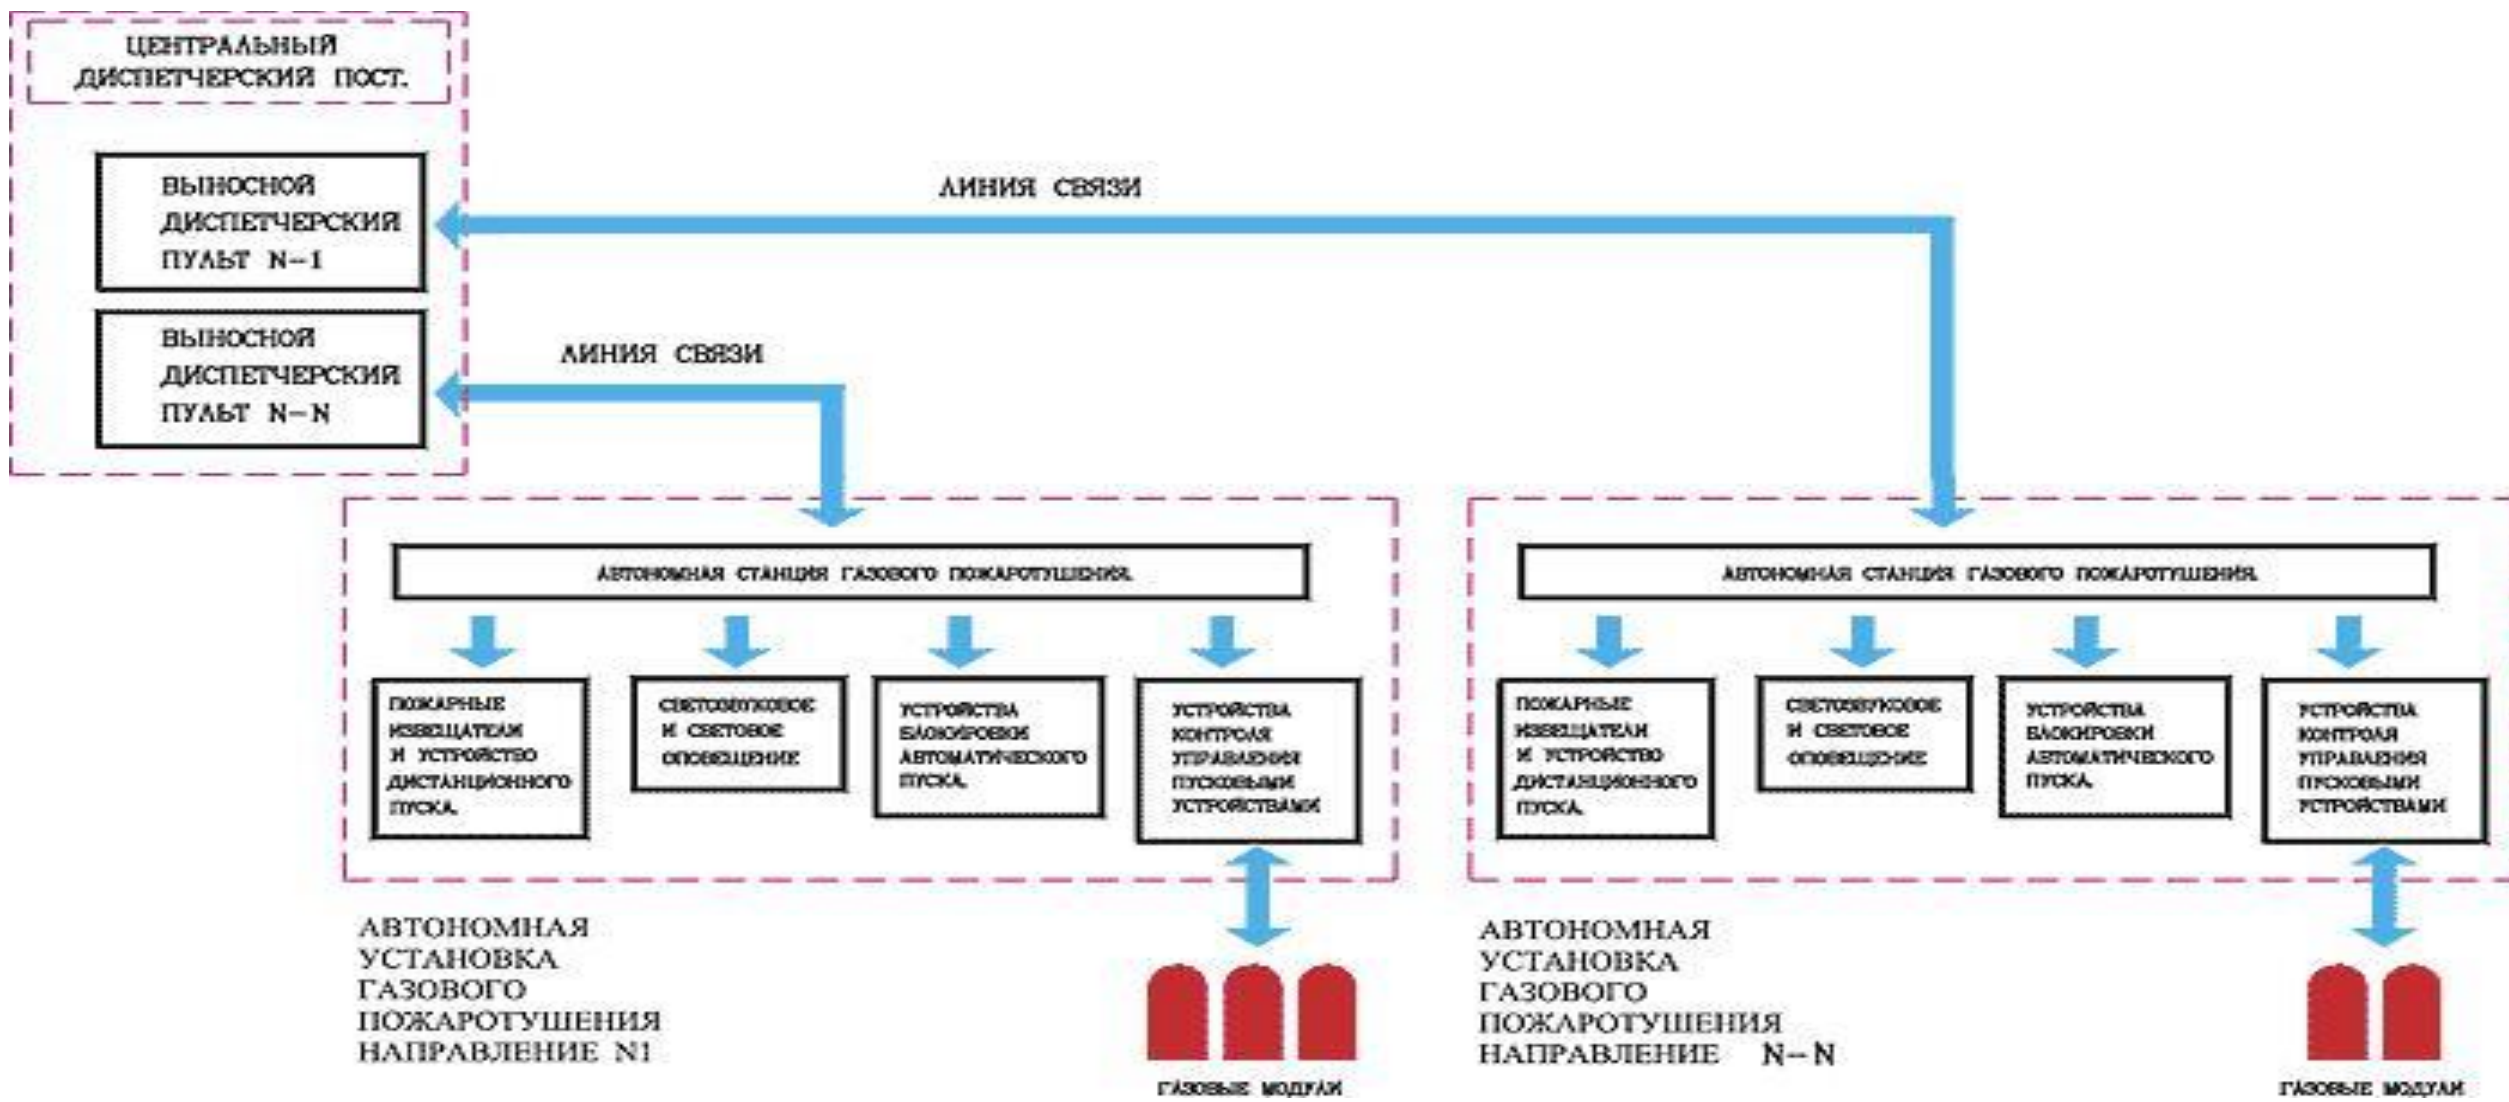 ЦЕНТРАЛЬНЫЙ
ДИСПЕТЧЕРСКИЙ ПОСТ.
ВЫНОСНОЙ
ДИСПЕТЧЕРСКИЙ
ПУЛЬТ N-1
ЛИНИЯ СВЯЗИ
ВЫНОСНОЙ
ДИСПЕТЧЕРСКИЙ
ПУЛЬТ N-N
ЛИНИЯ СВЯЗИ
АВТОНОМНАЯ СТАНЦИЯ ГАЗОВОГО ПОЖАРОТУШЕНИЯ.
ПОЖАРНЫЕ
ИЗВЕЩАТЕЛИ
И УСТРОЙСТВО
ДИСТАНЦИОННОГО
ПУСКА.
СВЕТОЗВУКОВОЕ
И СВЕТОВОЕ
ОПОВЕЩЕНИЕ
УСТРОЙСТВА
БЛОКИРОВКИ
АВТОМАТИЧЕСКОГО
ПУСКА.
УСТРОЙСТВА
КОНТРОЛЯ
УПРАВЛЕНИЯ
ПУСКОВЫМИ
УСТРОЙСТВАМИ
АВТОНОМНАЯ
УСТАНОВКА
ГАЗОВОГО
ПОЖАРОТУШЕНИЯ
НАПРАВЛЕНИЕ N1
ГАЗОВЫЕ МОДУЛИ
АВТОНОМНАЯ СТАНЦИЯ ГАЗОВОГО ПОЖАРОТУШЕНИЯ.
ПОЖАРНЫЕ
ИЗВЕЩАТЕЛИ
И УСТРОЙСТВО
ДИСТАНЦИОННОГО
ПУСКА.
СВЕТОЗВУКОВОЕ
И СВЕТОВОЕ
ОПОВЕЩЕНИЕ
УСТРОЙСТВА
БЛОКИРОВКИ
АВТОМАТИЧЕСКОГО
ПУСКА.
УСТРОЙСТВА
КОНТРОЛЯ
УПРАВЛЕНИЯ
ПУСКОВЫМИ
УСТРОЙСТВАМИ
АВТОНОМНАЯ
УСТАНОВКА
ГАЗОВОГО
ПОЖАРОТУШЕНИЯ
НАПРАВЛЕНИЕ N-N
ГАЗОВЫЕ МОДУЛИ